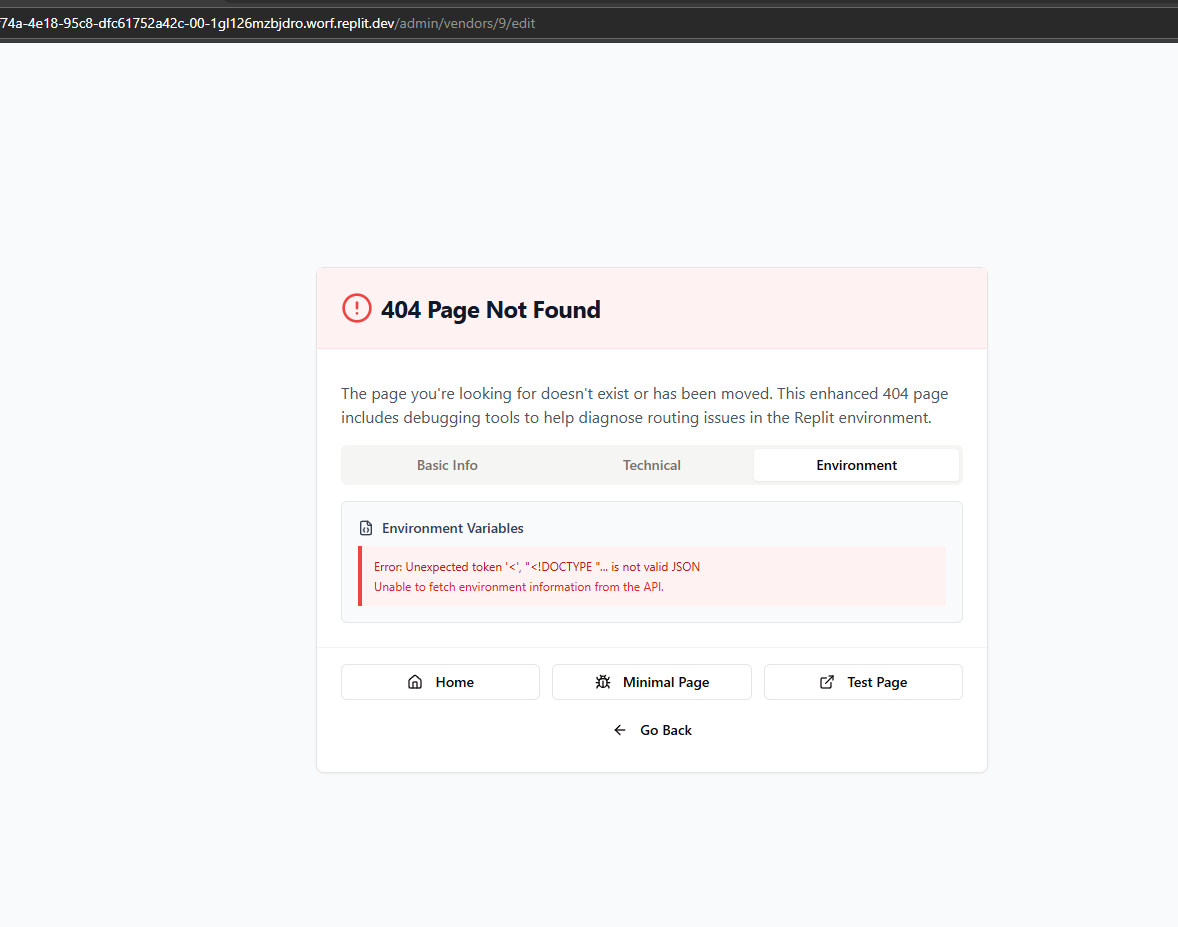 74a-4e18-95c8-dfc61752a42c-00-1gl126mzbjdro.worf.replit.dev/admin/vendors/9/edit
404 Page Not Found
The page you're looking for doesn't exist or has been moved. This enhanced 404 page
includes debugging tools to help diagnose routing issues in the Replit environment.
Basic Info Technical Environment
Environment Variables
Error: Unexpected token '<', "<!DOCTYPE "... is not valid JSON
Unable to fetch environment information from the API.
Home Minimal Page Test Page
Go Back